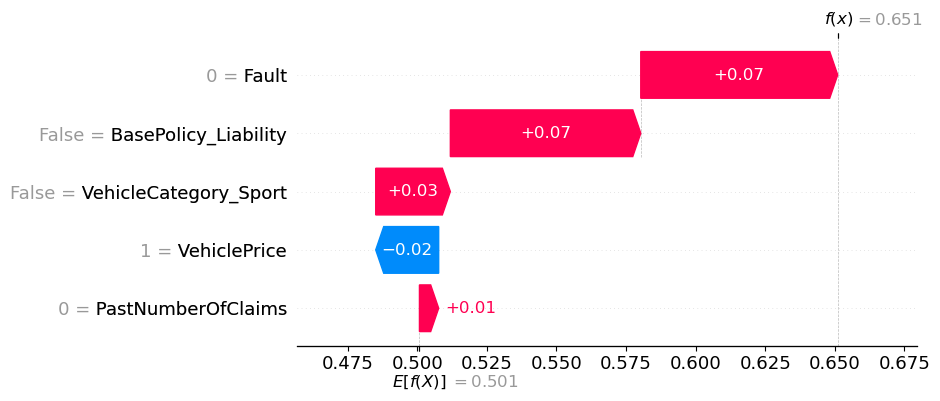 f(x) = 0.651
0 = Fault
+0.07
False = BasePolicy_Liability
+0.07
False = VehicleCategory_Sport
+0.03
1 = VehiclePrice
−0.02
0 = PastNumberOfClaims
+0.01
0.475 0.500 0.525 0.550 0.575 0.600 0.625 0.650 0.675
E[f(X)] = 0.501